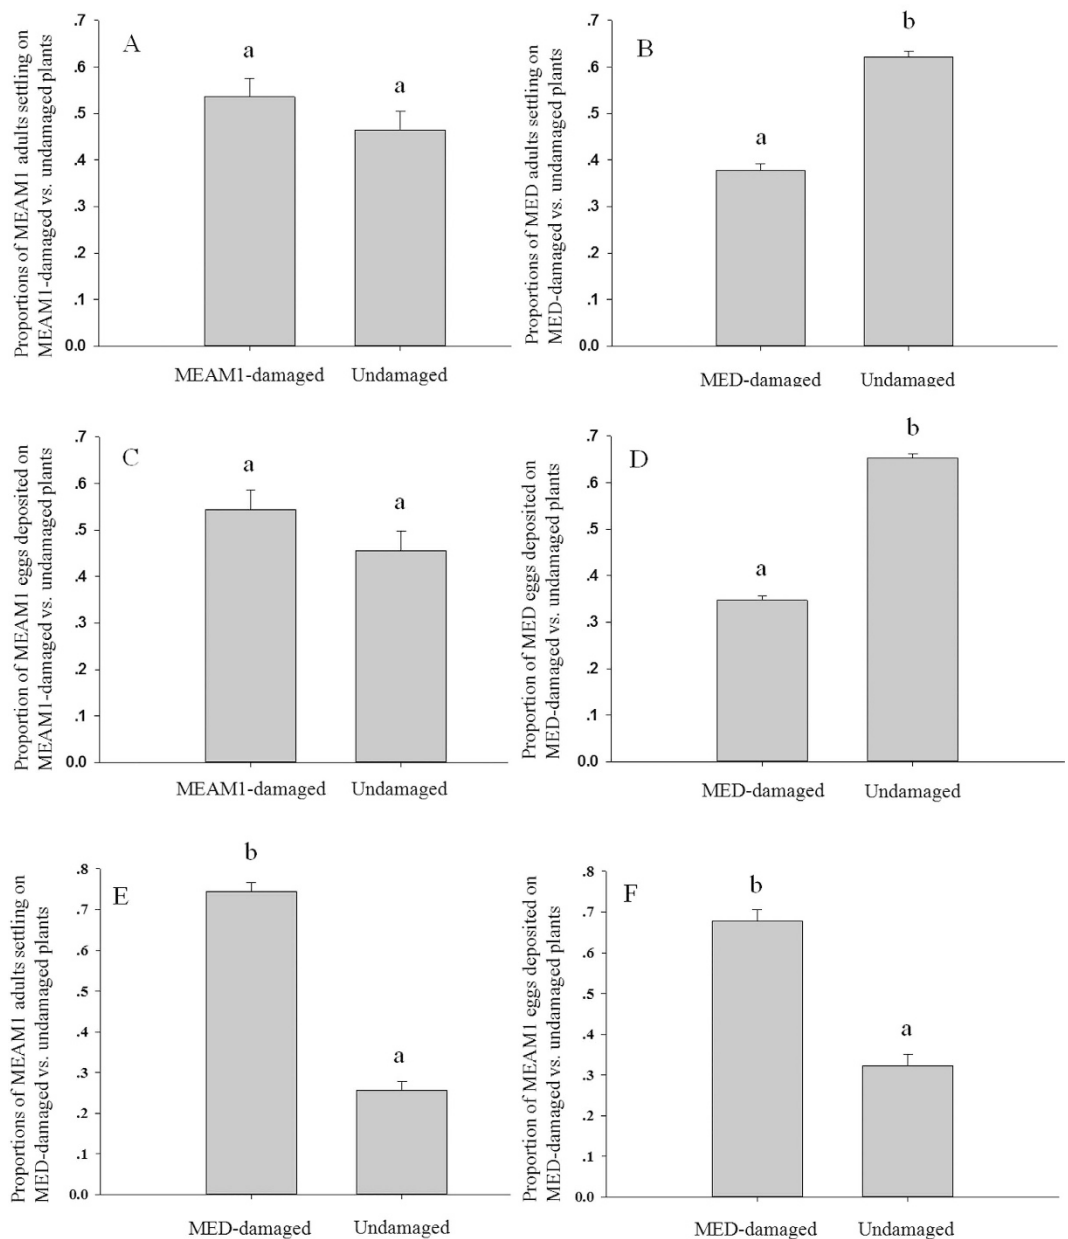 Proportions of MEAM1 adults settling on
MEAM1-damaged vs. undamaged plants
A
.7
.6
.5
.4
.3
.2
.1
0.0
a
a
MEAM1-damaged
Undamaged
Proportions of MED adults settling on
MED-damaged vs. undamaged plants
B
.7
.6
.5
.4
.3
.2
.1
0.0
a
b
MED-damaged
Undamaged
Proportion of MEAM1 eggs deposited on
MEAM1-damaged vs. undamaged plants
C
.7
.6
.5
.4
.3
.2
.1
0.0
a
a
MEAM1-damaged
Undamaged
Proportion of MED eggs deposited on
MED-damaged vs. undamaged plants
D
.7
.6
.5
.4
.3
.2
.1
0.0
a
b
MED-damaged
Undamaged
Proportions of MEAM1 adults settling on
MED-damaged vs. undamaged plants
E
.8
.7
.6
.5
.4
.3
.2
.1
0.0
b
a
MED-damaged
Undamaged
Proportion of MEAM1 eggs deposited on
MED-damaged vs. undamaged plants
F
.8
.7
.6
.5
.4
.3
.2
.1
0.0
b
a
MED-damaged
Undamaged